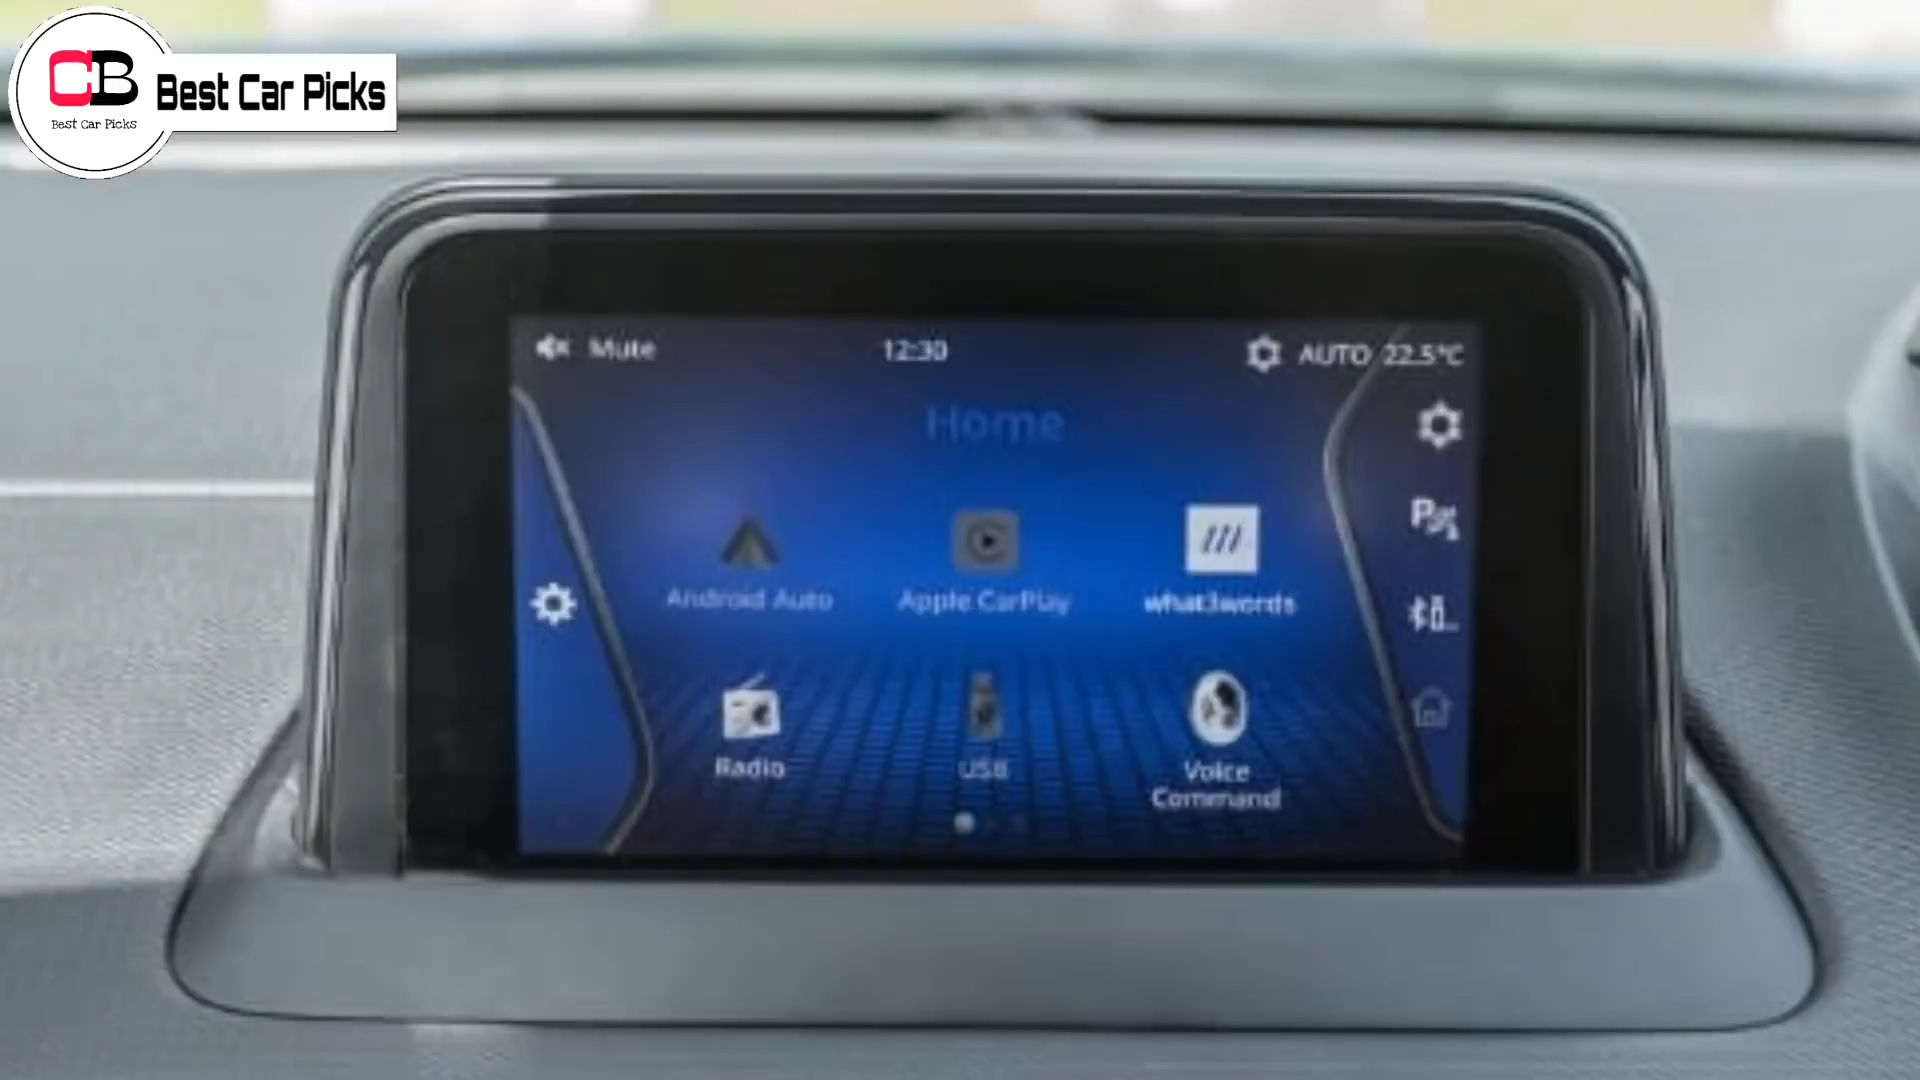 CB
Best Car Picks
Best Car Picks
Mute
12:30
AUTO 22.5°C
Home
Android Auto
Apple CarPlay
what3words
Radio
USB
Voice
Command